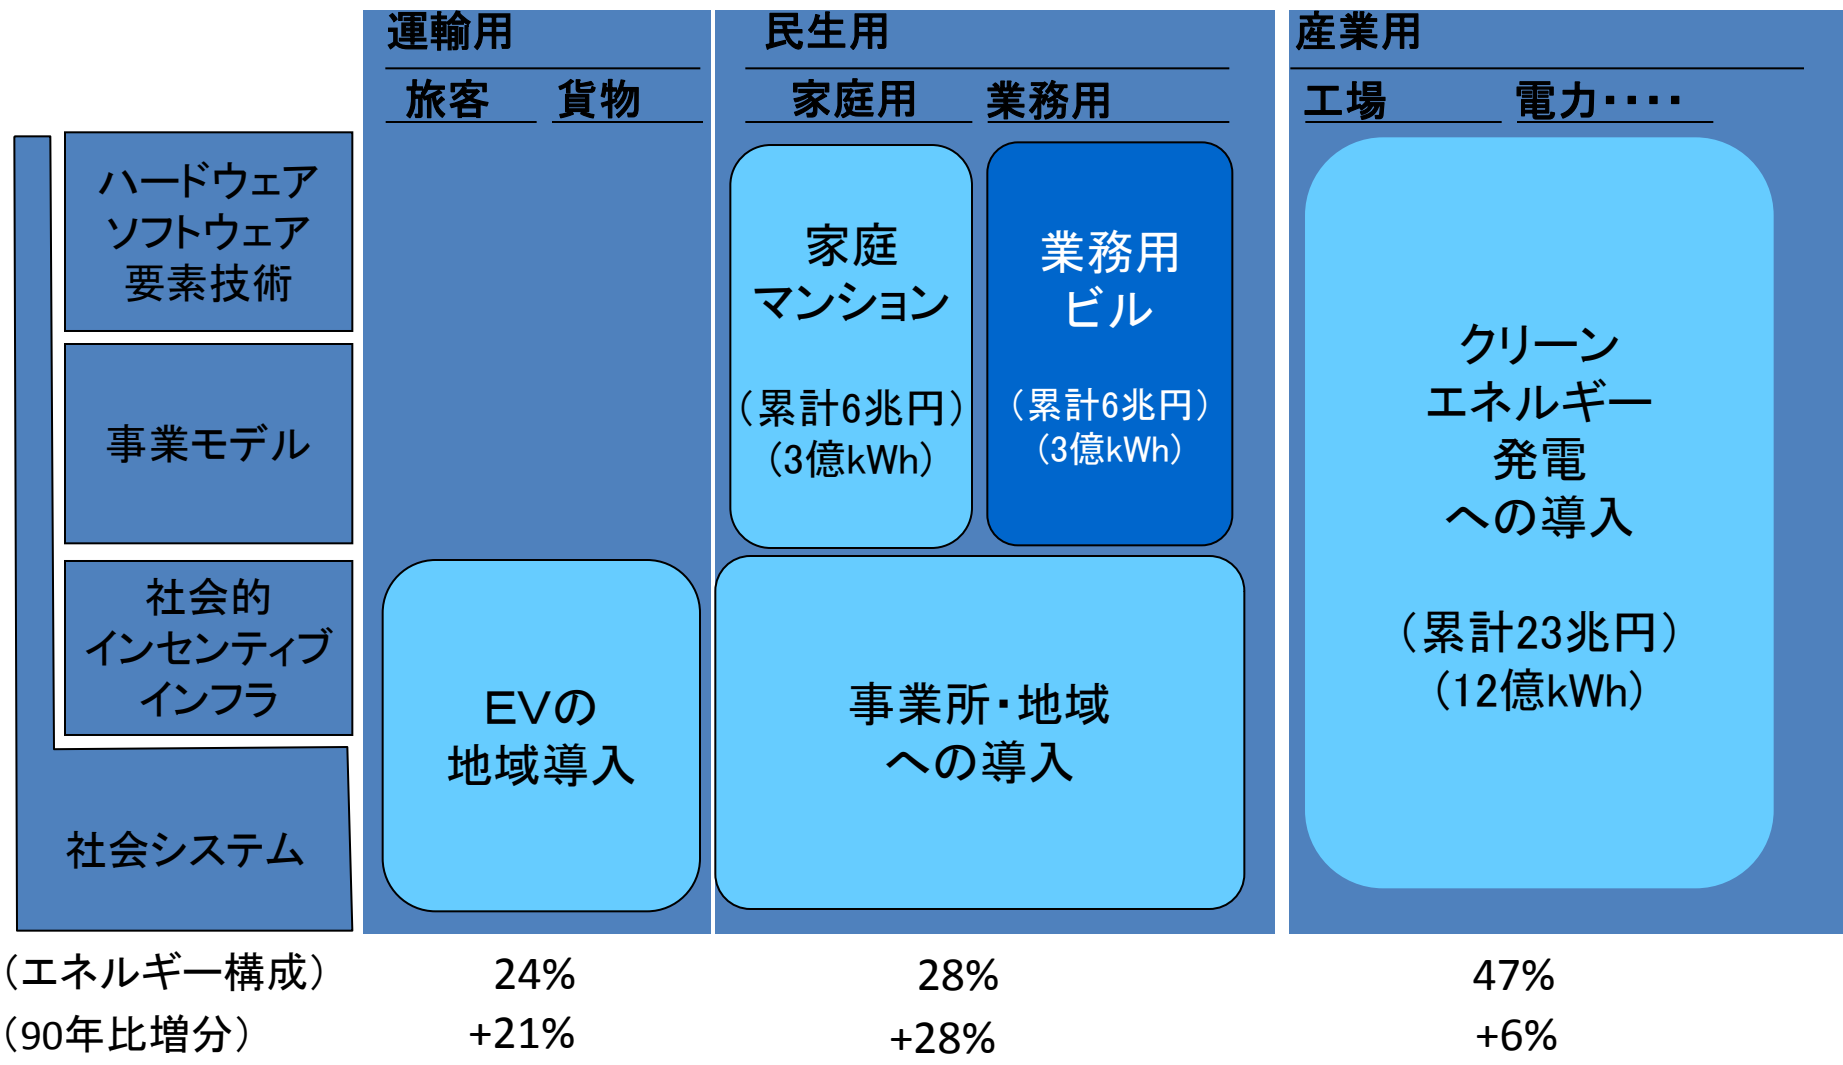 運輸用
旅客 貨物
民生用
家庭用 業務用
産業用
工場 電力・・・・
ハードウェア
ソフトウェア
要素技術
事業モデル
社会的
インセンティブ
インフラ
社会システム
EVの
地域導入
家庭
マンション
（累計6兆円）
（3億kWh）
業務用
ビル
（累計6兆円）
（3億kWh）
事業所・地域
への導入
クリーン
エネルギー
発電
への導入
（累計23兆円）
（12億kWh）
（エネルギー構成） 24% 28% 47%
（90年比増分） +21% +28% +6%